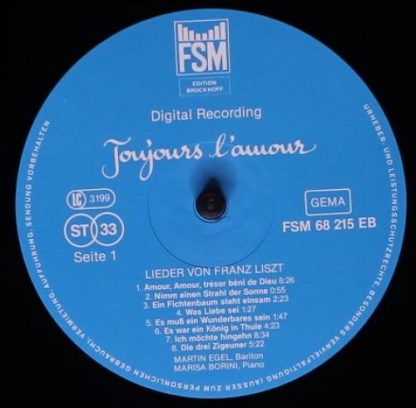 FSM
EDITION
BROCKHOFF
Digital Recording
Toujours l'amour
LC 3199
GEMA
ST 33
FSM 68 215 EB
Seite 1
LIEDER VON FRANZ LISZT
1. Amour, Amour, trésor béni de Dieu 6:26
2. Nimm einen Strahl der Sonne 0:55
3. Ein Fichtenbaum steht einsam 2:23
4. Was Liebe sei 1:27
5. Es muß ein Wunderbares sein 1:47
6. Es war ein König in Thule 4:13
7. Ich möchte hingehn 8:08
8. Die drei Zigeuner 5:22
MARTIN EGEL, Bariton
MARISA BORINI, Piano
URHEBER- UND LEISTUNGSSCHUTZRECHTE, BESONDERS VERVIELFÄLTIGUNG (AUSSER ZUM PERSÖNLICHEN GEBRAUCH), VERMIETUNG, AUFFÜHRUNG, SENDUNG VORBEHALTEN